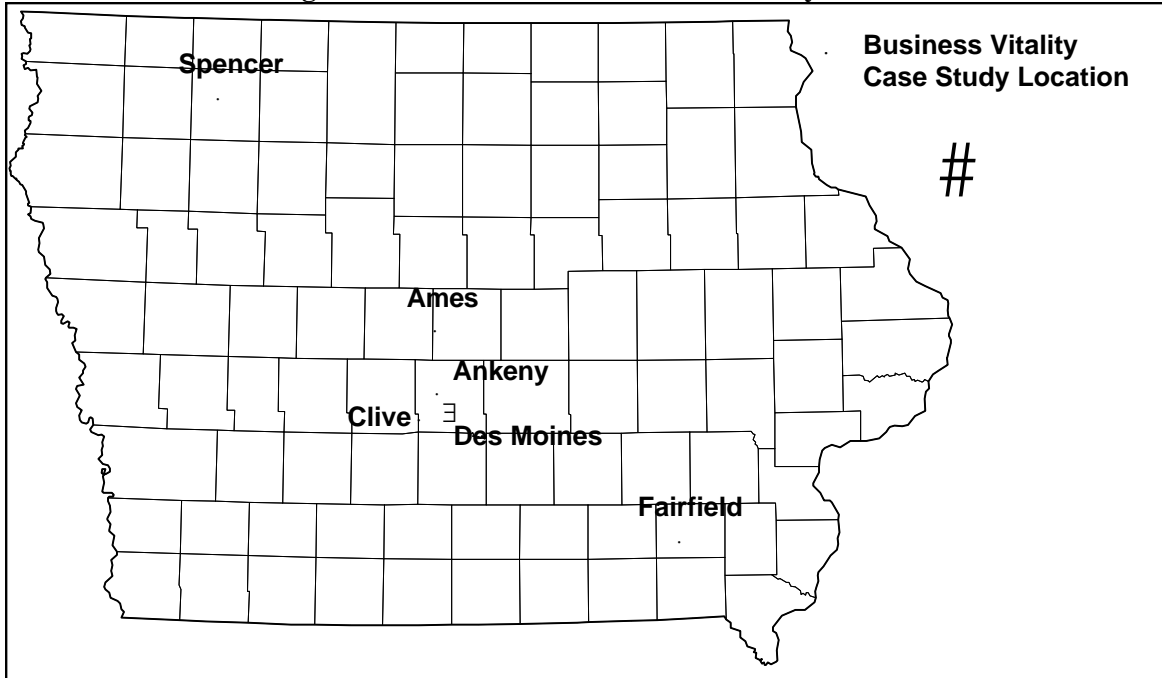 Spencer
Business Vitality
Case Study Location
#
Ames
Ankeny
Clive
Des Moines
Fairfield